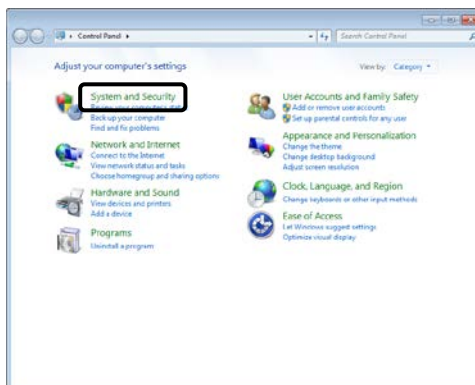 Control Panel
Search Control Panel
Adjust your computer's settings
View by: Category
System and Security
Review your computer's status
Back up your computer
Find and fix problems
Network and Internet
Connect to the Internet
View network status and tasks
Choose homegroup and sharing options
Hardware and Sound
View devices and printers
Add a device
Programs
Uninstall a program
User Accounts and Family Safety
Add or remove user accounts
Set up parental controls for any user
Appearance and Personalization
Change the theme
Change desktop background
Adjust screen resolution
Clock, Language, and Region
Change keyboards or other input methods
Ease of Access
Let Windows suggest settings
Optimize visual display